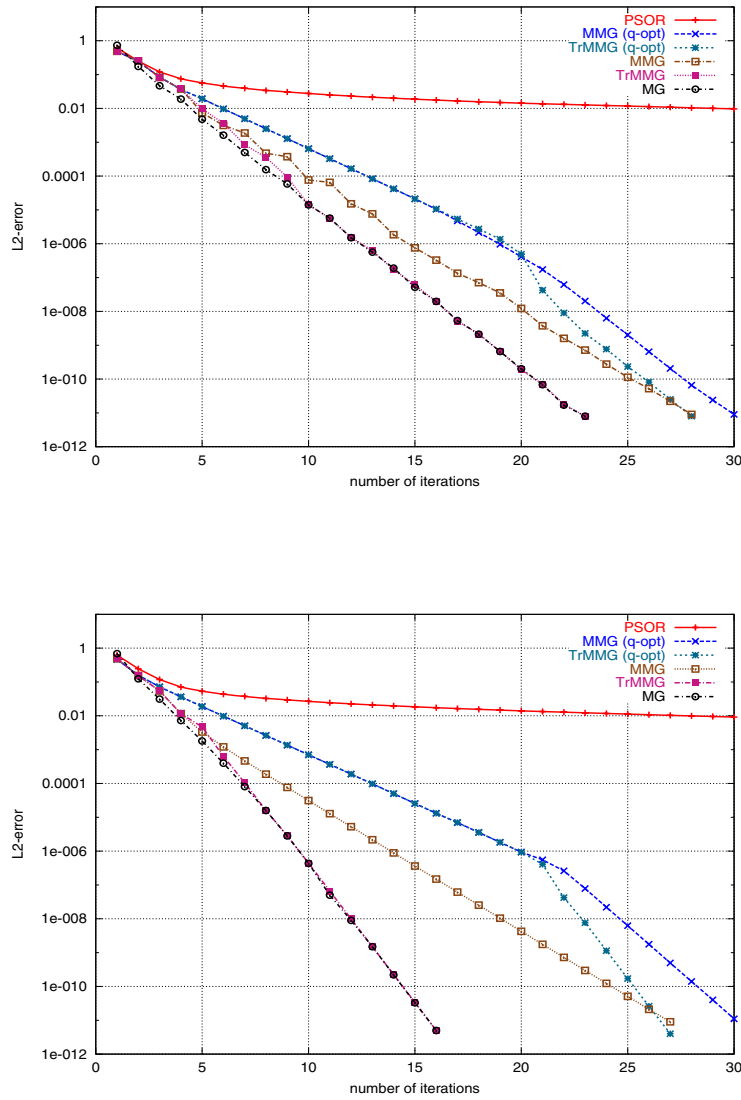 PSOR
MMG (q-opt)
TrMMG (q-opt)
MMG
TrMMG
MG
1
0.01
0.0001
1e-006
1e-008
1e-010
1e-012
L2-error
0 5 10 15 20 25 30
number of iterations
PSOR
MMG (q-opt)
TrMMG (q-opt)
MMG
TrMMG
MG
1
0.01
0.0001
1e-006
1e-008
1e-010
1e-012
L2-error
0 5 10 15 20 25 30
number of iterations